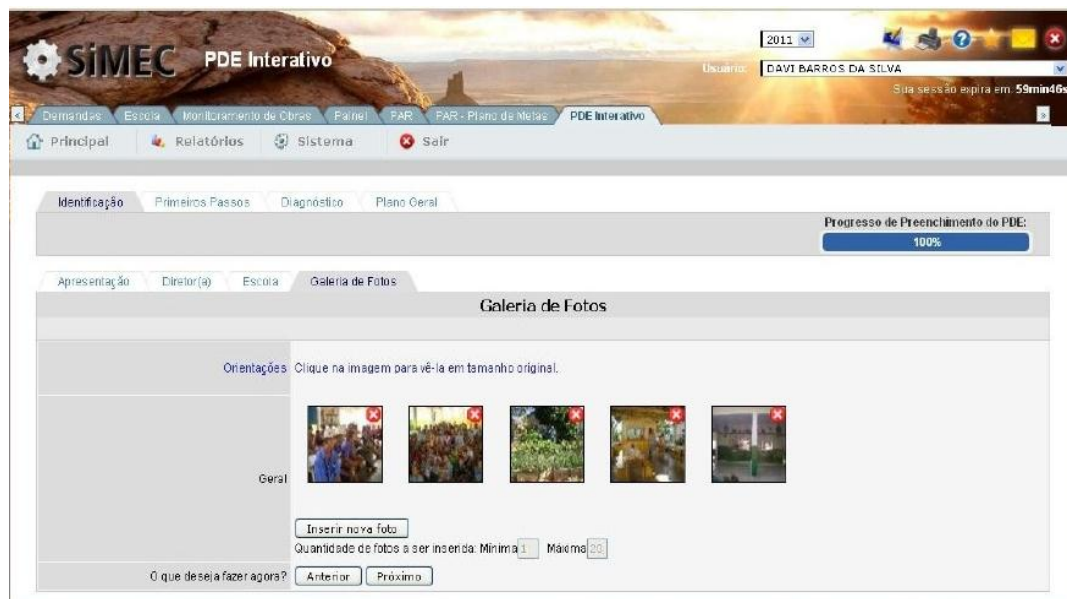 SiMEC PDE Interativo
2011
Usuário: DAVI BARROS DA SILVA
Sua sessão expira em: 59min46s
Demandas Escola Monitoramento de Obras Painel PAR PAR - Plano de Metas PDE Interativo
Principal Relatórios Sistema Sair
Identificação Primeiros Passos Diagnóstico Plano Geral
Progresso de Preenchimento do PDE:
100%
Apresentação Diretor(a) Escola Galeria de Fotos
Galeria de Fotos
Orientações Clique na imagem para vê-la em tamanho original.
Geral
Inserir nova foto
Quantidade de fotos a ser inserida: Mínima 1 Máxima 20
O que deseja fazer agora? Anterior Próximo